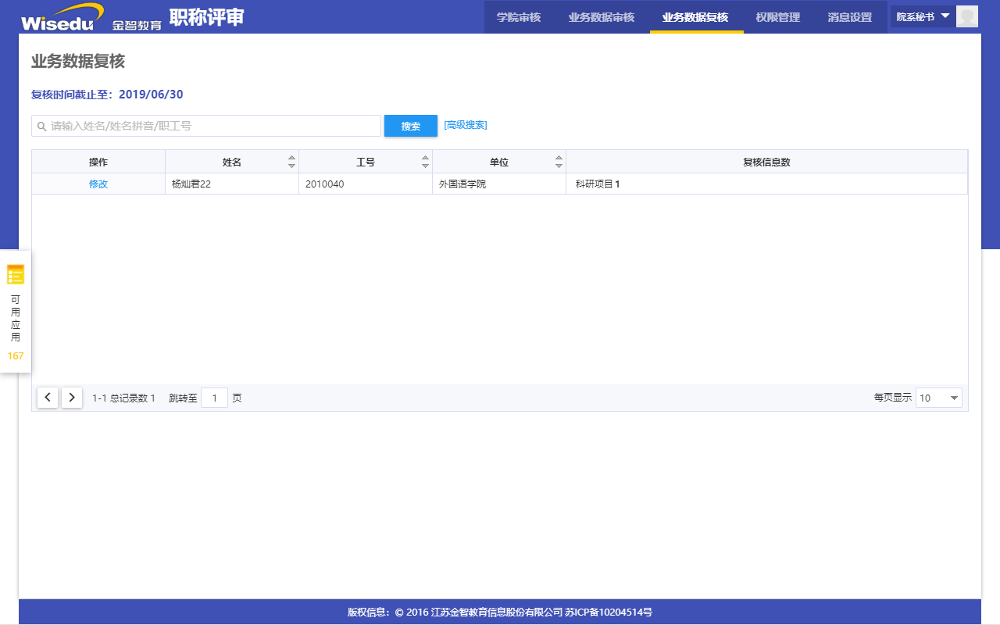 Wisedu 金智教育 职称评审 学院审核 业务数据审核 业务数据复核 权限管理 消息设置 院系秘书
业务数据复核
复核时间截止至：2019/06/30
请输入姓名/姓名拼音/职工号 搜索 [高级搜索]
操作 姓名 工号 单位 复核信息数
修改 杨灿君22 2010040 外国语学院 科研项目 1
可
用
应
用
167
1-1 总记录数 1 跳转至 1 页 每页显示 10
版权信息：© 2016 江苏金智教育信息股份有限公司 苏ICP备10204514号